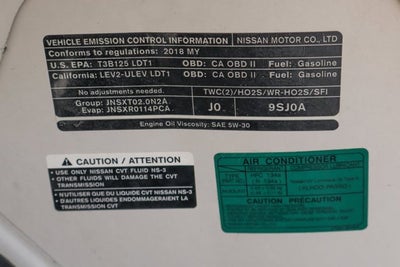 VEHICLE EMISSION CONTROL INFORMATION NISSAN MOTOR CO., LTD
Conforms to regulations: 2018 MY
U.S. EPA: T3B125 LDT1 OBD: CA OBD II Fuel: Gasoline
California: LEV2-ULEV LDT1 OBD: CA OBD II Fuel: Gasoline
No adjustments needed. TWC(2)/HO2S/WR-HO2S/SFI
Group: JNSXT02.0N2A
Evap: JNSXR0114PCA J0 9SJ0A
Engine Oil Viscosity: SAE 5W-30
CAUTION / ATTENTION
• USE ONLY NISSAN CVT FLUID NS-3
• OTHER FLUIDS WILL DAMAGE THE CVT
TRANSMISSION
•N'UTILISER QUE DU LIQUIDE CVT NISSAN NS-3
•D'AUTRES LIQUIDES ENDOMMAGERAIENT LA
TRANSMISSION CVT
AIR CONDITIONER
REFRIGERANT COMPRESSOR LUBRICANT
CAUTION PRECAUTION